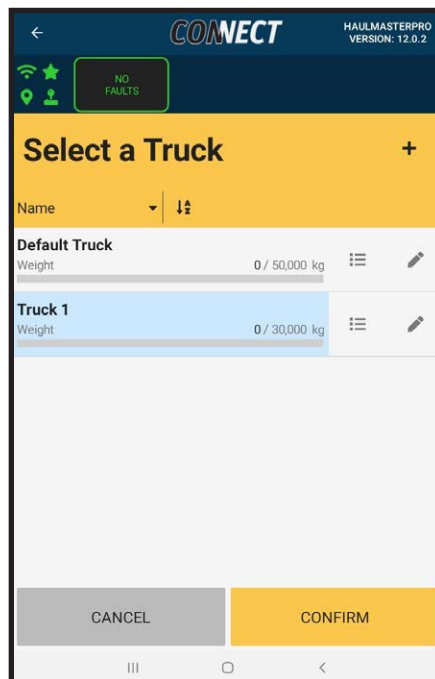 CONNECT
HAULMASTERPRO
VERSION: 12.0.2
NO
FAULTS
Select a Truck
+
Name
Default Truck
Weight 0 / 50,000 kg
Truck 1
Weight 0 / 30,000 kg
CANCEL
CONFIRM